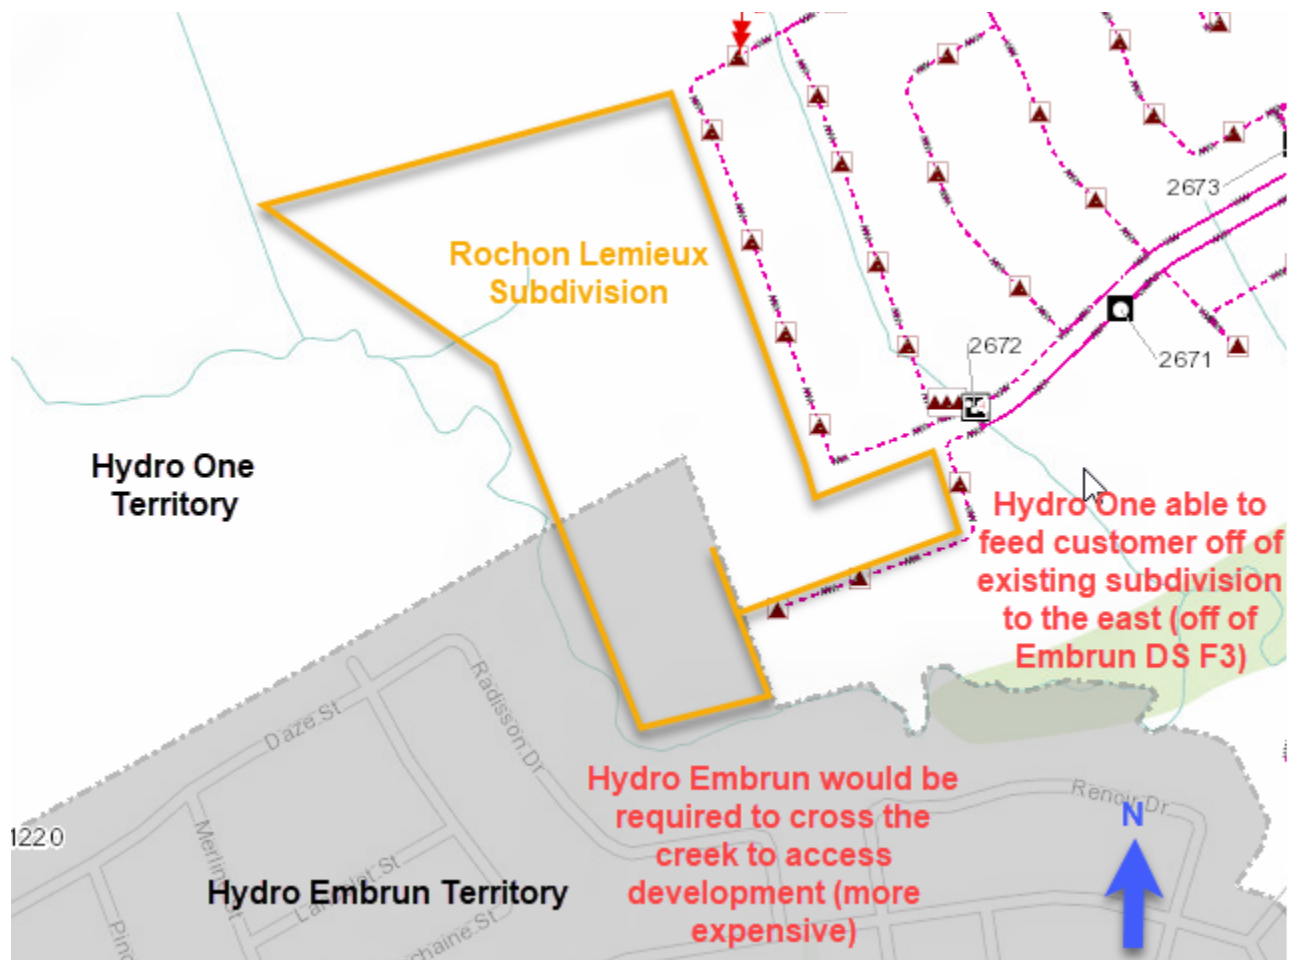 2673
Rochon Lemieux
Subdivision
2672
2671
Hydro One
Territory
Hydro One able to
feed customer off of
existing subdivision
to the east (off of
Embrun DS F3)
Radisson Dr
Daze St
Hydro Embrun would be
required to cross the
creek to access
development (more
expensive)
Renoir Dr
N
1220
Hydro Embrun Territory